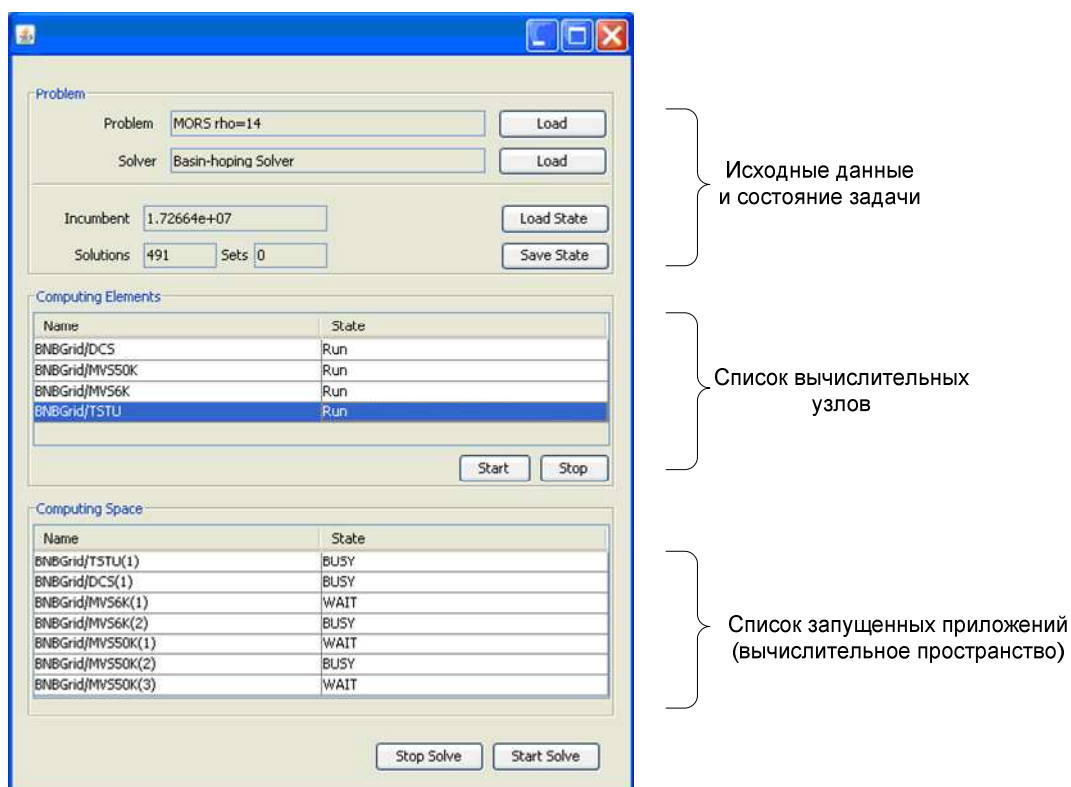 Problem
Problem MORS rho=14 Load
Solver Basin-hoping Solver Load
Incumbent 1.72664e+07 Load State
Solutions 491 Sets 0 Save State
Исходные данные
и состояние задачи
Computing Elements
Name State
BNBGrid/DCS Run
BNBGrid/MVS50K Run
BNBGrid/MVS6K Run
BNBGrid/TSTU Run
Start Stop
Список вычислительных
узлов
Computing Space
Name State
BNBGrid/TSTU(1) BUSY
BNBGrid/DCS(1) BUSY
BNBGrid/MVS6K(1) WAIT
BNBGrid/MVS6K(2) BUSY
BNBGrid/MVS50K(1) WAIT
BNBGrid/MVS50K(2) BUSY
BNBGrid/MVS50K(3) WAIT
Список запущенных приложений
(вычислительное пространство)
Stop Solve Start Solve